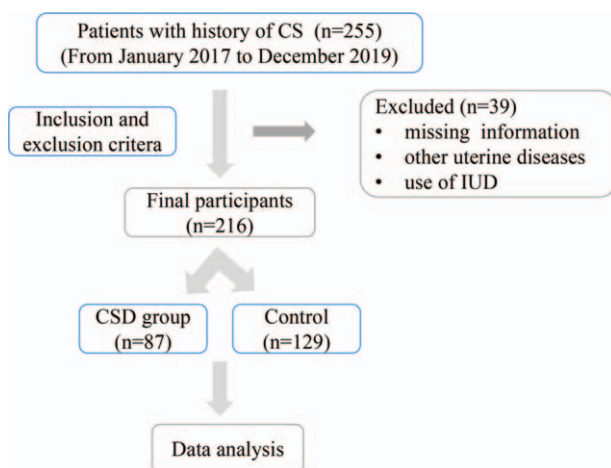 Patients with history of CS (n=255)
(From January 2017 to December 2019)
Inclusion and
exclusion critera
Excluded (n=39)
• missing information
• other uterine diseases
• use of IUD
Final participants
(n=216)
CSD group
(n=87)
Control
(n=129)
Data analysis